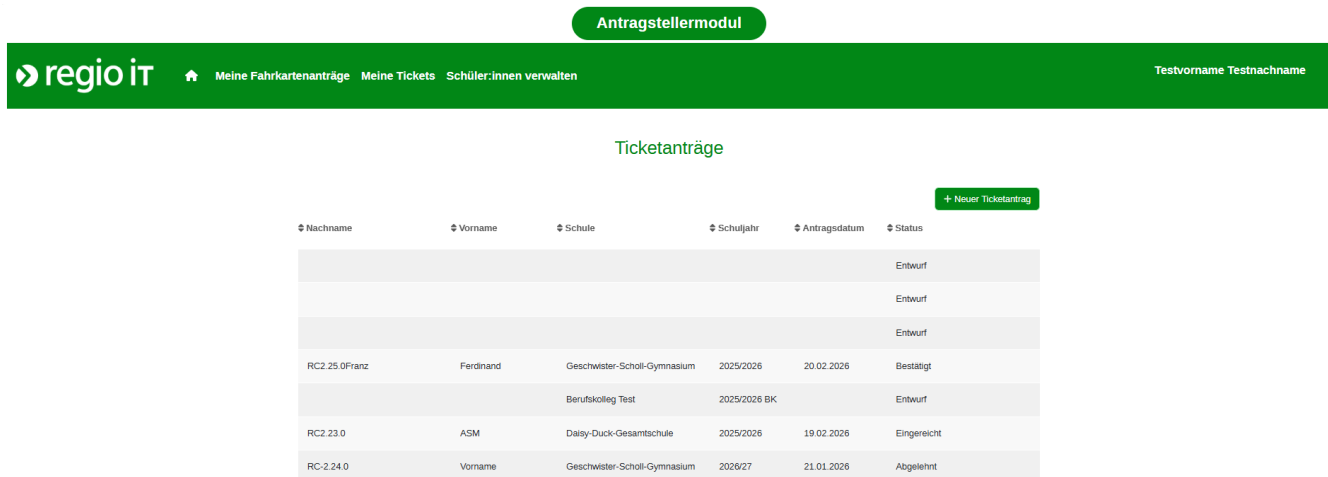 Antragstellermodul
regio iT Meine Fahrkartenanträge Meine Tickets Schüler:innen verwalten Testvorname Testnachname
Ticketanträge
+ Neuer Ticketantrag
Nachname Vorname Schule Schuljahr Antragsdatum Status
Entwurf
Entwurf
Entwurf
RC2.25.0Franz Ferdinand Geschwister-Scholl-Gymnasium 2025/2026 20.02.2026 Bestätigt
Berufskolleg Test 2025/2026 BK Entwurf
RC2.23.0 ASM Daisy-Duck-Gesamtschule 2025/2026 19.02.2026 Eingereicht
RC-2.24.0 Vorname Geschwister-Scholl-Gymnasium 2026/27 21.01.2026 Abgelehnt